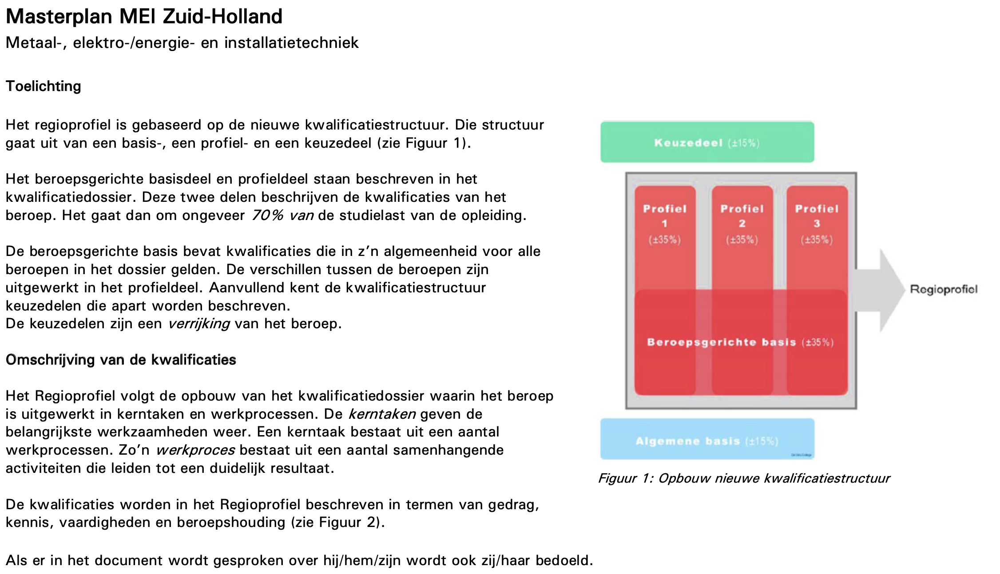 Masterplan MEI Zuid-Holland
Metaal-, elektro-/energie- en installatietechniek
Toelichting
Het regioprofiel is gebaseerd op de nieuwe kwalificatiestructuur. Die structuur
gaat uit van een basis-, een profiel- en een keuzedeel (zie Figuur 1).
Het beroepsgerichte basisdeel en profieldeel staan beschreven in het
kwalificatiedossier. Deze twee delen beschrijven de kwalificaties van het
beroep. Het gaat dan om ongeveer 70% van de studielast van de opleiding.
De beroepsgerichte basis bevat kwalificaties die in z'n algemeenheid voor alle
beroepen in het dossier gelden. De verschillen tussen de beroepen zijn
uitgewerkt in het profieldeel. Aanvullend kent de kwalificatiestructuur
keuzedelen die apart worden beschreven.
De keuzedelen zijn een verrijking van het beroep.
Omschrijving van de kwalificaties
Het Regioprofiel volgt de opbouw van het kwalificatiedossier waarin het beroep
is uitgewerkt in kerntaken en werkprocessen. De kerntaken geven de
belangrijkste werkzaamheden weer. Een kerntaak bestaat uit een aantal
werkprocessen. Zo'n werkproces bestaat uit een aantal samenhangende
activiteiten die leiden tot een duidelijk resultaat.
De kwalificaties worden in het Regioprofiel beschreven in termen van gedrag,
kennis, vaardigheden en beroepshouding (zie Figuur 2).
Als er in het document wordt gesproken over hij/hem/zijn wordt ook zij/haar bedoeld.
Keuzedeel (±15%)
Profiel
1
(±35%)
Profiel
2
(±35%)
Profiel
3
(±35%)
Beroepsgerichte basis (±35%)
Regioprofiel
Algemene basis (±15%)
Da Vinci College
Figuur 1: Opbouw nieuwe kwalificatiestructuur